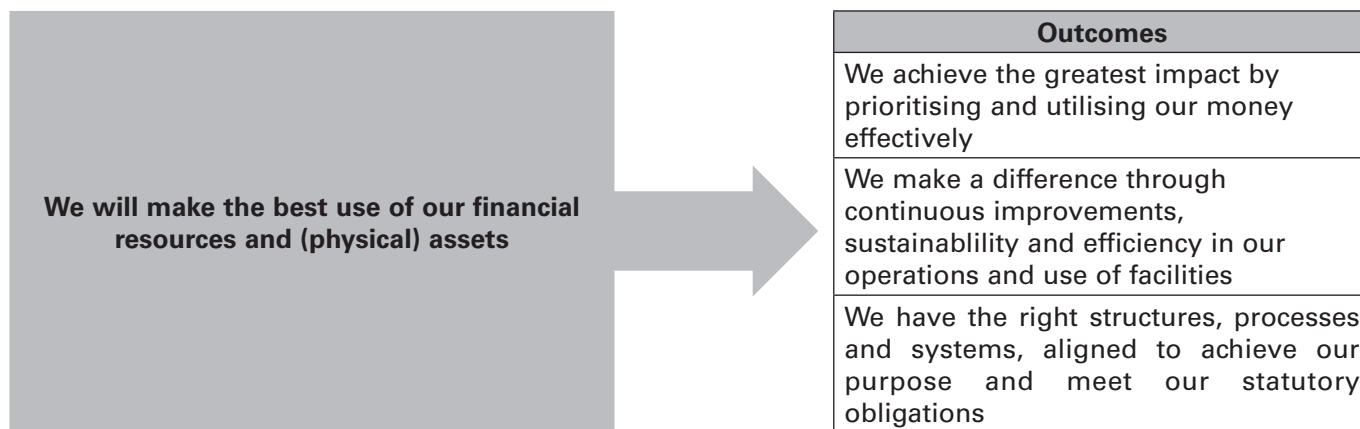 We will make the best use of our financial
resources and (physical) assets
Outcomes
We achieve the greatest impact by
prioritising and utilising our money
effectively
We make a difference through
continuous improvements,
sustainablility and efficiency in our
operations and use of facilities
We have the right structures, processes
and systems, aligned to achieve our
purpose and meet our statutory
obligations